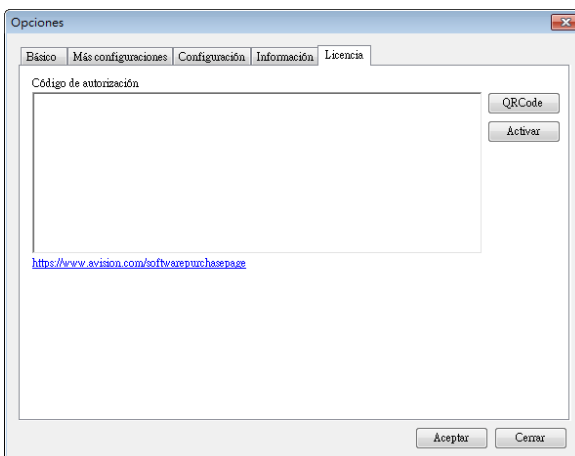 Opciones
Básico Más configuraciones Configuración Información Licencia
Código de autorización
QRCode
Activar
https://www.avision.com/softwarepurchasepage
Aceptar Cerrar